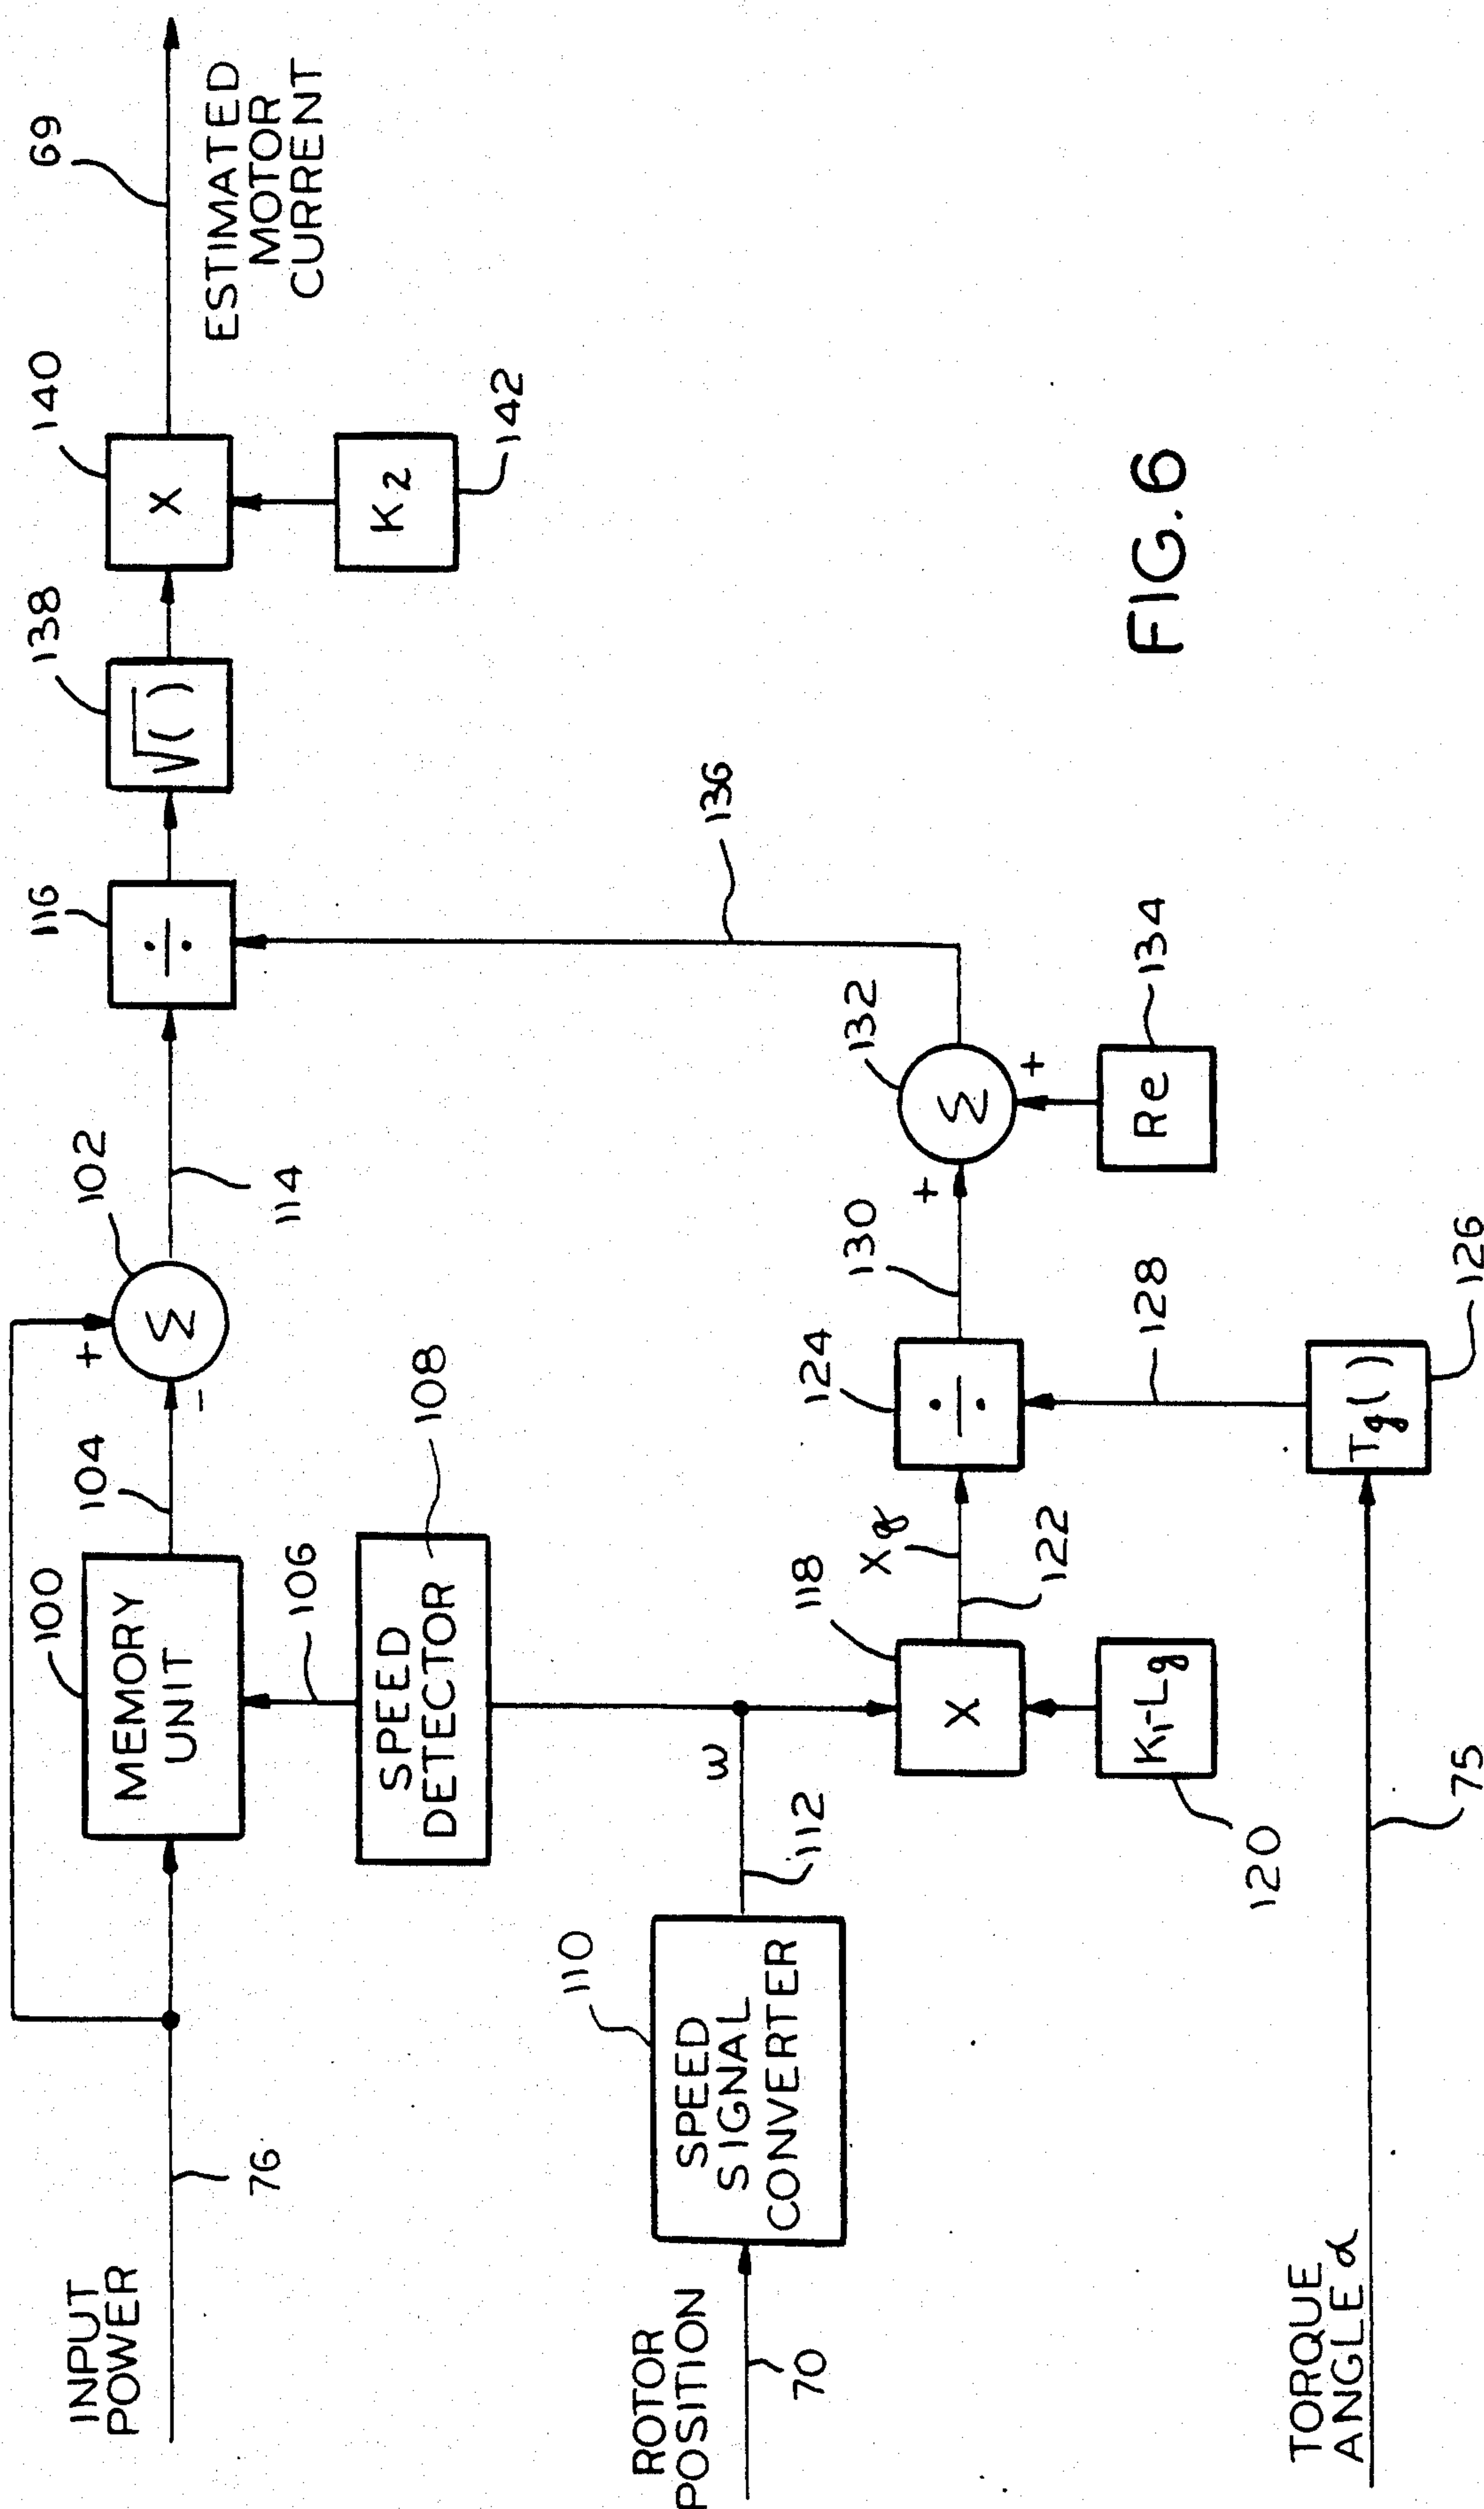 INPUT
POWER
76
100
MEMORY
UNIT
104
102
+
-
Σ
114
116
÷
138
√( )
140
X
K2
142
69
ESTIMATED
MOTOR
CURRENT
106
SPEED
DETECTOR
108
ROTOR
POSITION
70
110
SPEED
SIGNAL
CONVERTER
112
ω
118
X
K1-Lq
120
Xq
122
124
÷
130
+
132
Σ
+
Re
134
136
128
Tg( )
126
TORQUE
ANGLE α
75
FIG. 6